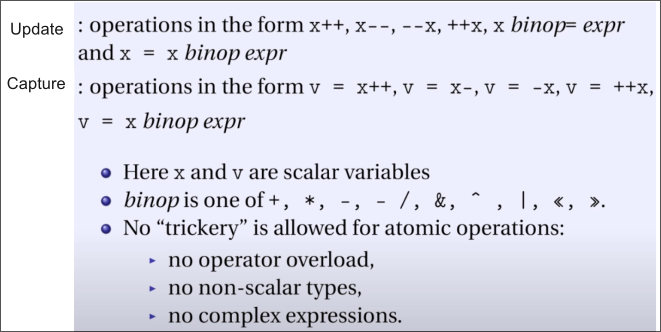 Update : operations in the form x++, x--, --x, ++x, x binop= expr
and x = x binop expr
Capture : operations in the form v = x++, v = x-, v = -x, v = ++x,
v = x binop expr
Here x and v are scalar variables
binop is one of +, *, -, - /, &, ^ , |, «, ».
No “trickery” is allowed for atomic operations:
no operator overload,
no non-scalar types,
no complex expressions.